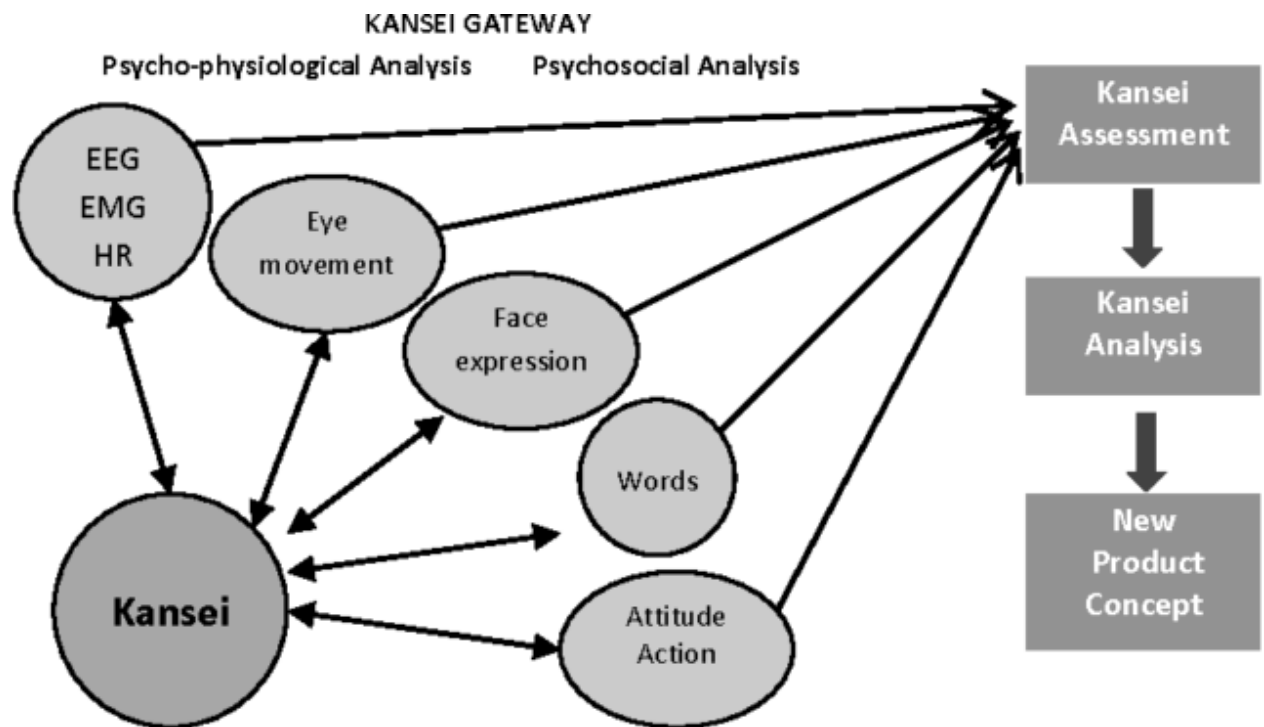 KANSEI GATEWAY
Psycho-physiological Analysis
Psychosocial Analysis
EEG
EMG
HR
Eye
movement
Face
expression
Words
Attitude
Action
Kansei
Kansei
Assessment
Kansei
Analysis
New
Product
Concept